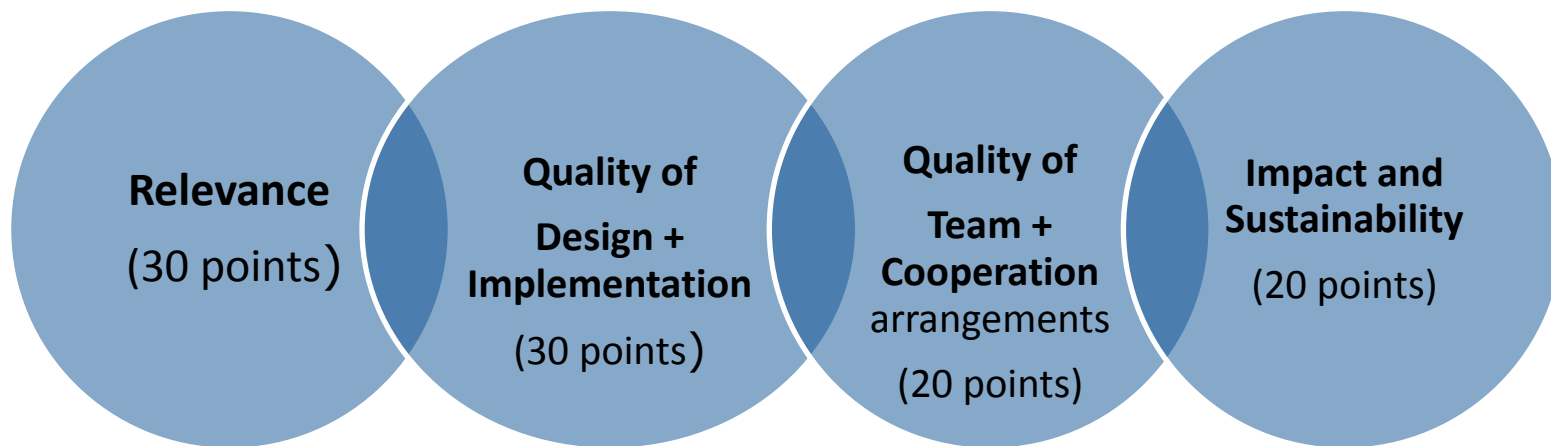 Relevance
(30 points)
Quality of
Design +
Implementation
(30 points)
Quality of
Team +
Cooperation
arrangements
(20 points)
Impact and
Sustainability
(20 points)